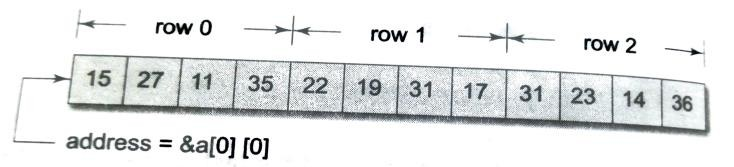 row 0 row 1 row 2
15 27 11 35 22 19 31 17 31 23 14 36
address = &a[0] [0]